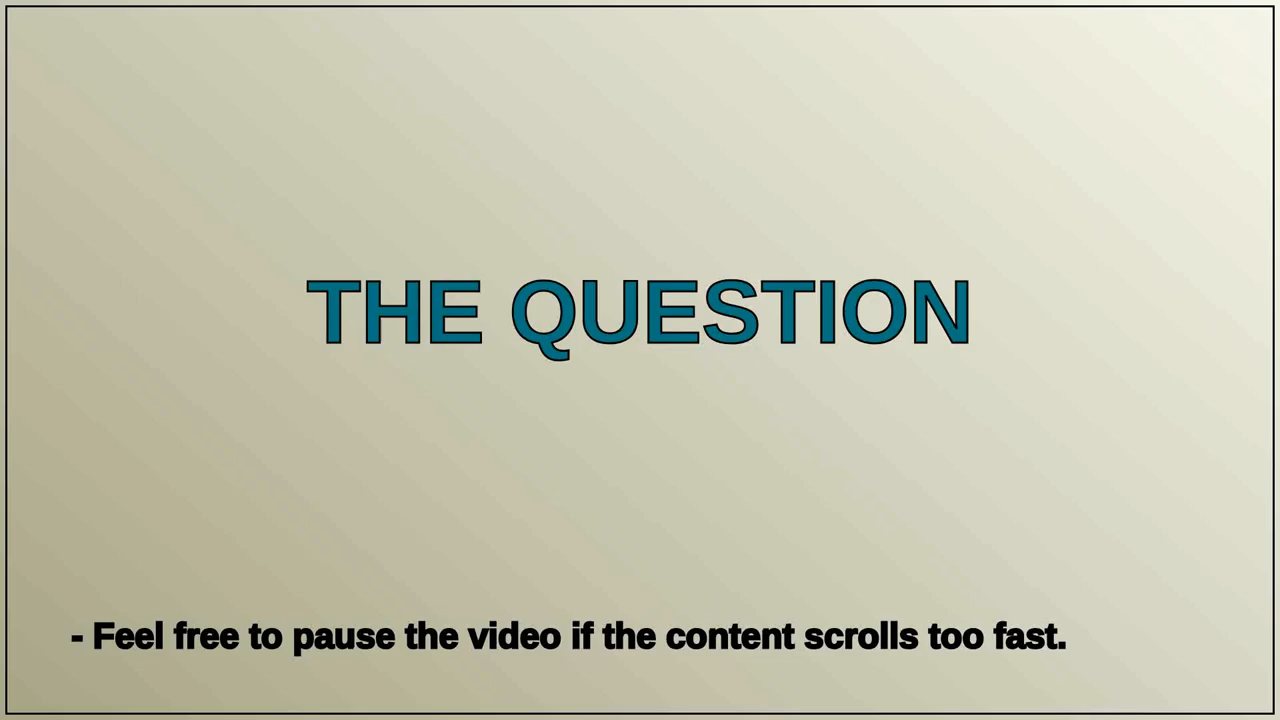 THE QUESTION
- Feel free to pause the video if the content scrolls too fast.